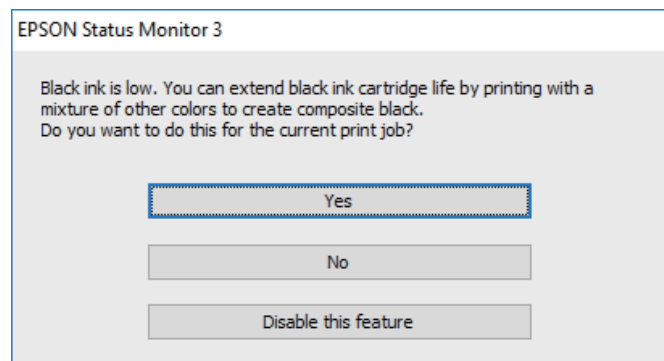 EPSON Status Monitor 3
Black ink is low. You can extend black ink cartridge life by printing with a
mixture of other colors to create composite black.
Do you want to do this for the current print job?
Yes
No
Disable this feature